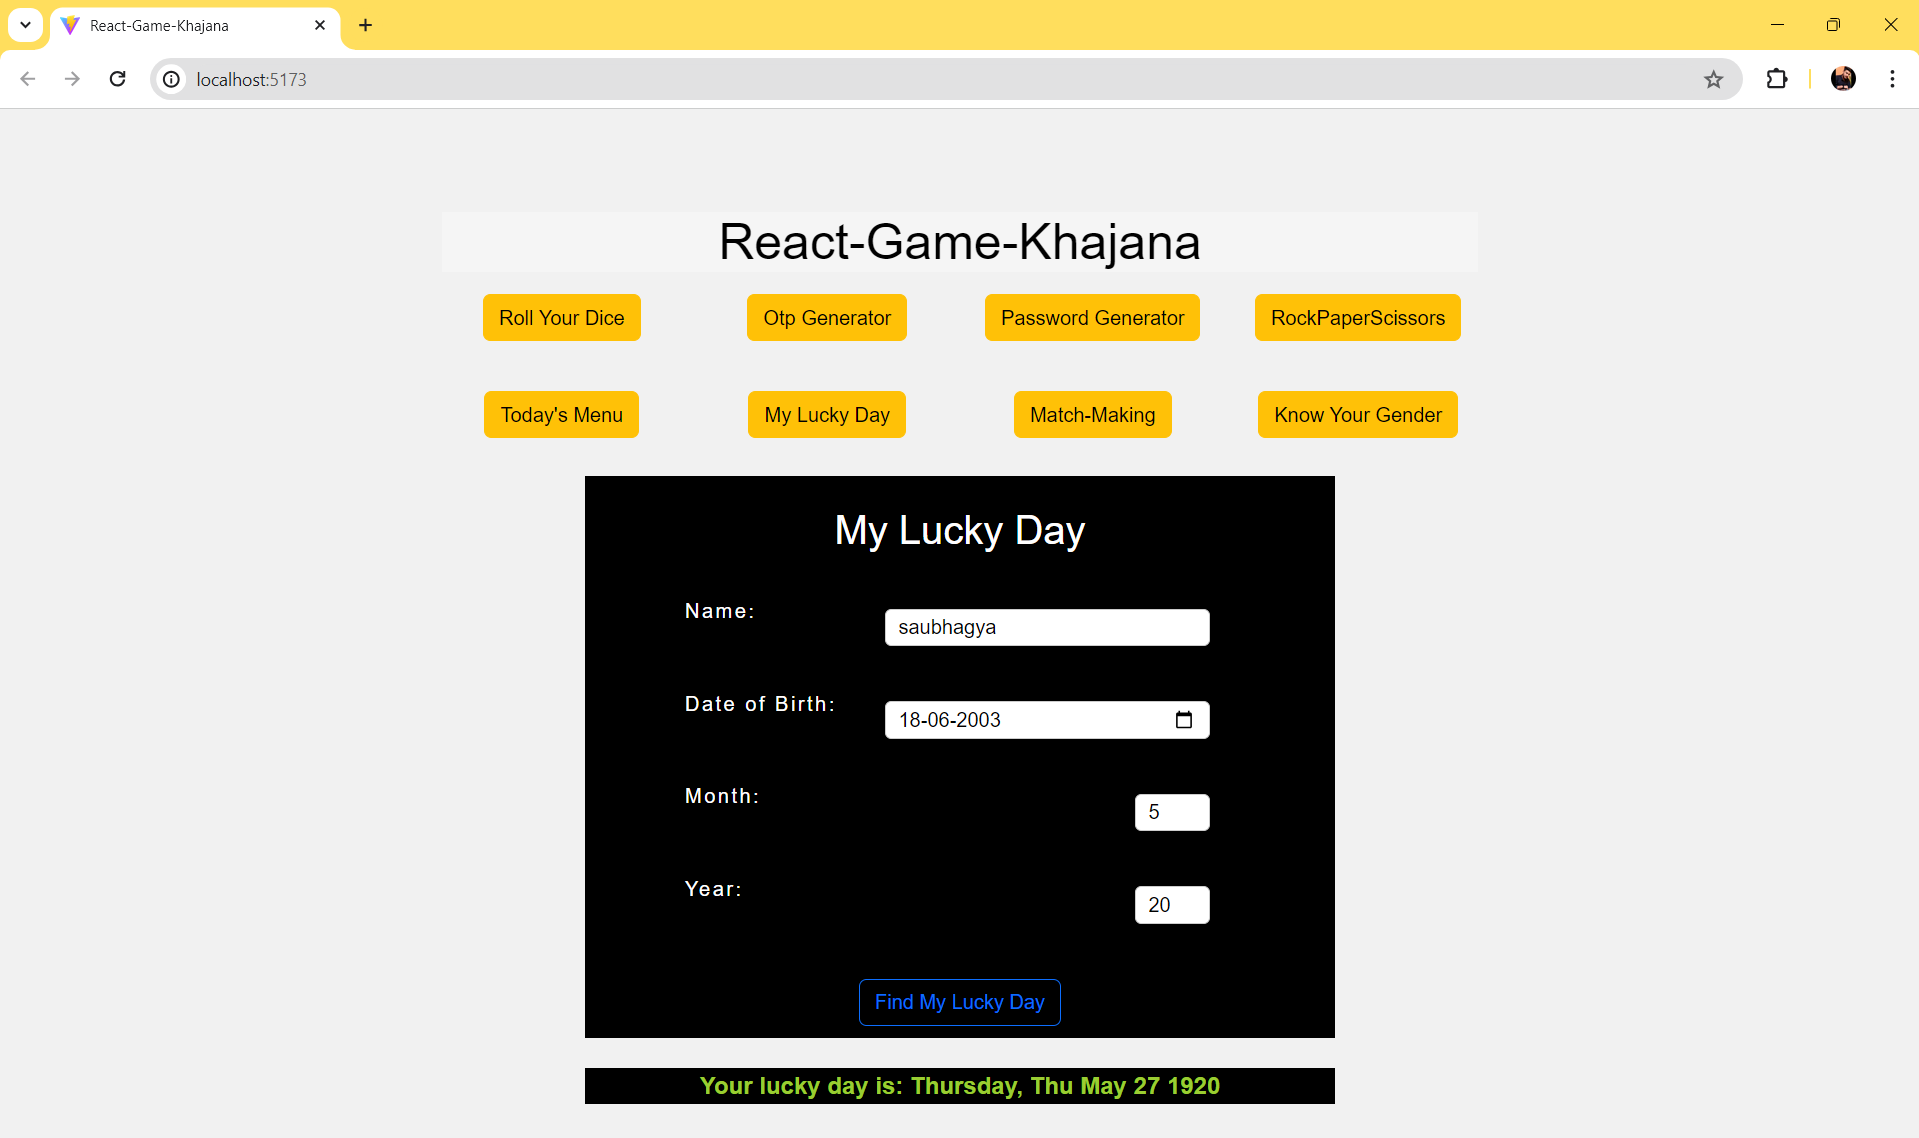 React-Game-Khajana
localhost:5173
React-Game-Khajana
Roll Your Dice Otp Generator Password Generator RockPaperScissors
Today's Menu My Lucky Day Match-Making Know Your Gender
My Lucky Day
Name: saubhagya
Date of Birth: 18-06-2003
Month: 5
Year: 20
Find My Lucky Day
Your lucky day is: Thursday, Thu May 27 1920